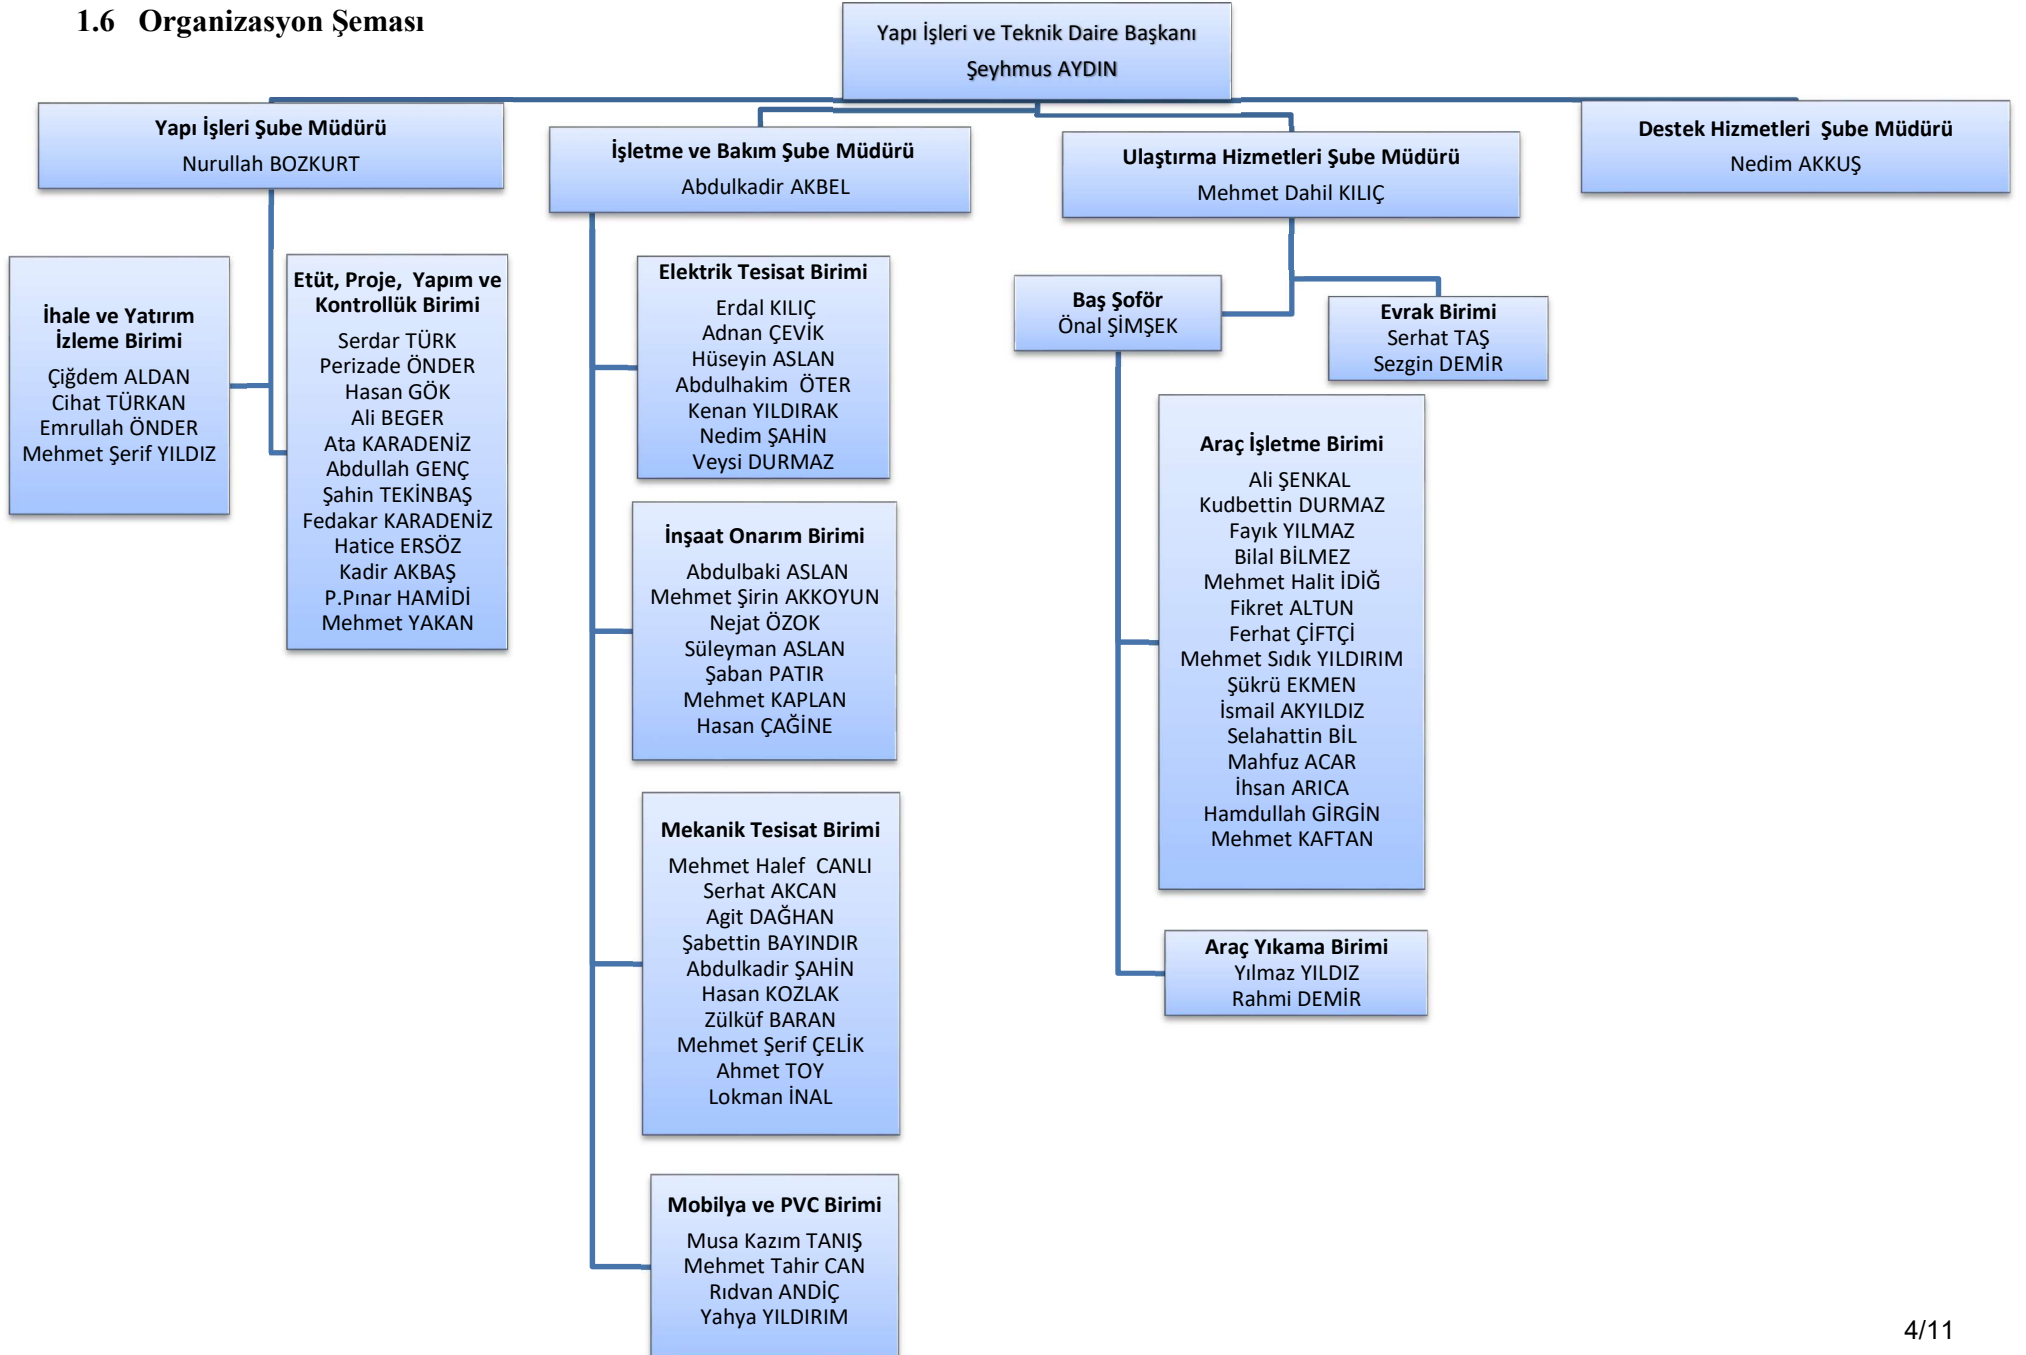 1.6 Organizasyon Şeması
Yapı İşleri ve Teknik Daire Başkanı
Şeyhmus AYDIN
Yapı İşleri Şube Müdürü
Nurullah BOZKURT
İşletme ve Bakım Şube Müdürü
Abdulkadir AKBEL
Ulaştırma Hizmetleri Şube Müdürü
Mehmet Dahil KILIÇ
Destek Hizmetleri Şube Müdürü
Nedim AKKUŞ
İhale ve Yatırım
İzleme Birimi
Çiğdem ALDAN
Cihat TÜRKAN
Emrullah ÖNDER
Mehmet Şerif YILDIZ
Etüt, Proje, Yapım ve
Kontrollük Birimi
Serdar TÜRK
Perizade ÖNDER
Hasan GÖK
Ali BEGER
Ata KARADENİZ
Abdullah GENÇ
Şahin TEKİNBAŞ
Fedakar KARADENİZ
Hatice ERSÖZ
Kadir AKBAŞ
P.Pınar HAMİDİ
Mehmet YAKAN
Elektrik Tesisat Birimi
Erdal KILIÇ
Adnan ÇEVİK
Hüseyin ASLAN
Abdulhakim ÖTER
Kenan YILDIRAK
Nedim ŞAHİN
Veysi DURMAZ
İnşaat Onarım Birimi
Abdulbaki ASLAN
Mehmet Şirin AKKOYUN
Nejat ÖZOK
Süleyman ASLAN
Şaban PATIR
Mehmet KAPLAN
Hasan ÇAĞİNE
Mekanik Tesisat Birimi
Mehmet Halef CANLI
Serhat AKCAN
Agit DAĞHAN
Şabettin BAYINDIR
Abdulkadir ŞAHİN
Hasan KOZLAK
Zülküf BARAN
Mehmet Şerif ÇELİK
Ahmet TOY
Lokman İNAL
Mobilya ve PVC Birimi
Musa Kazım TANIŞ
Mehmet Tahir CAN
Rıdvan ANDİÇ
Yahya YILDIRIM
Baş Şoför
Önal ŞİMŞEK
Evrak Birimi
Serhat TAŞ
Sezgin DEMİR
Araç İşletme Birimi
Ali ŞENKAL
Kudbettin DURMAZ
Fayık YILMAZ
Bilal BİLMEZ
Mehmet Halit İDİĞ
Fikret ALTUN
Ferhat ÇİFTÇİ
Mehmet Sıdık YILDIRIM
Şükrü EKMEN
İsmail AKYILDIZ
Selahattin BİL
Mahfuz ACAR
İhsan ARICA
Hamdullah GİRGİN
Mehmet KAFTAN
Araç Yıkama Birimi
Yılmaz YILDIZ
Rahmi DEMİR
4/11